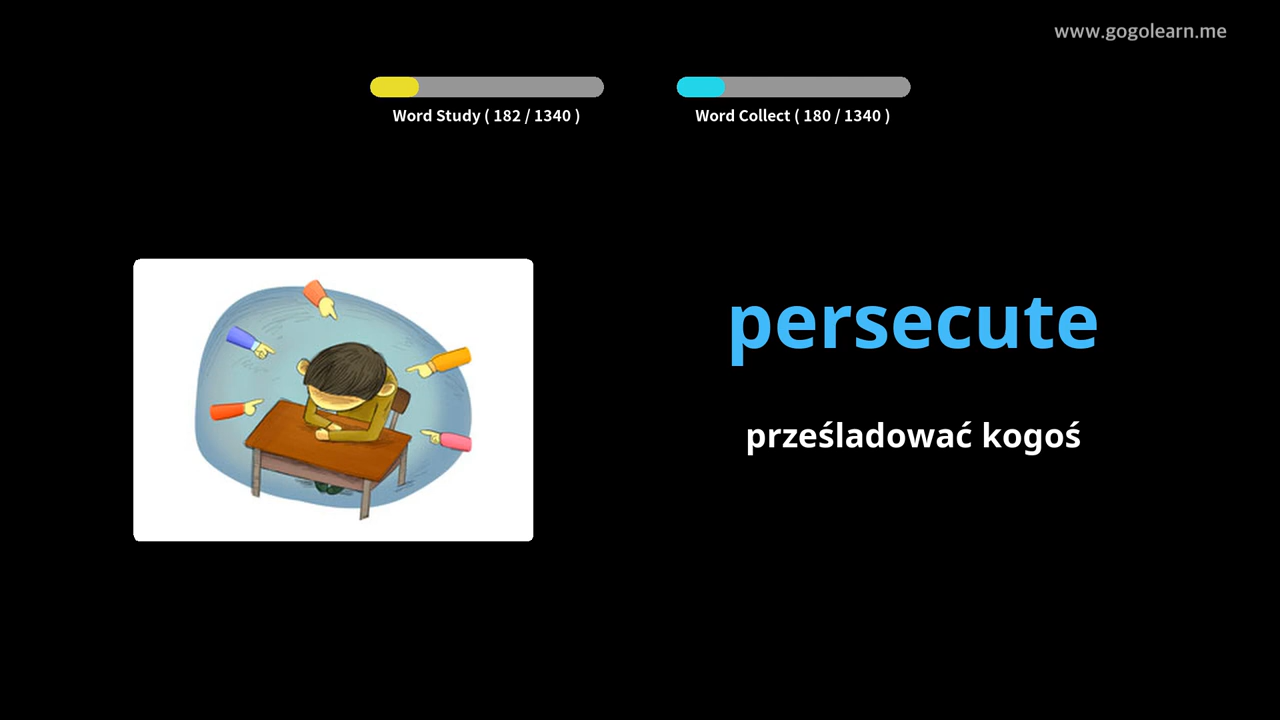 www.gogolearn.me
Word Study ( 182 / 1340 )
Word Collect ( 180 / 1340 )
persecute
prześladować kogoś